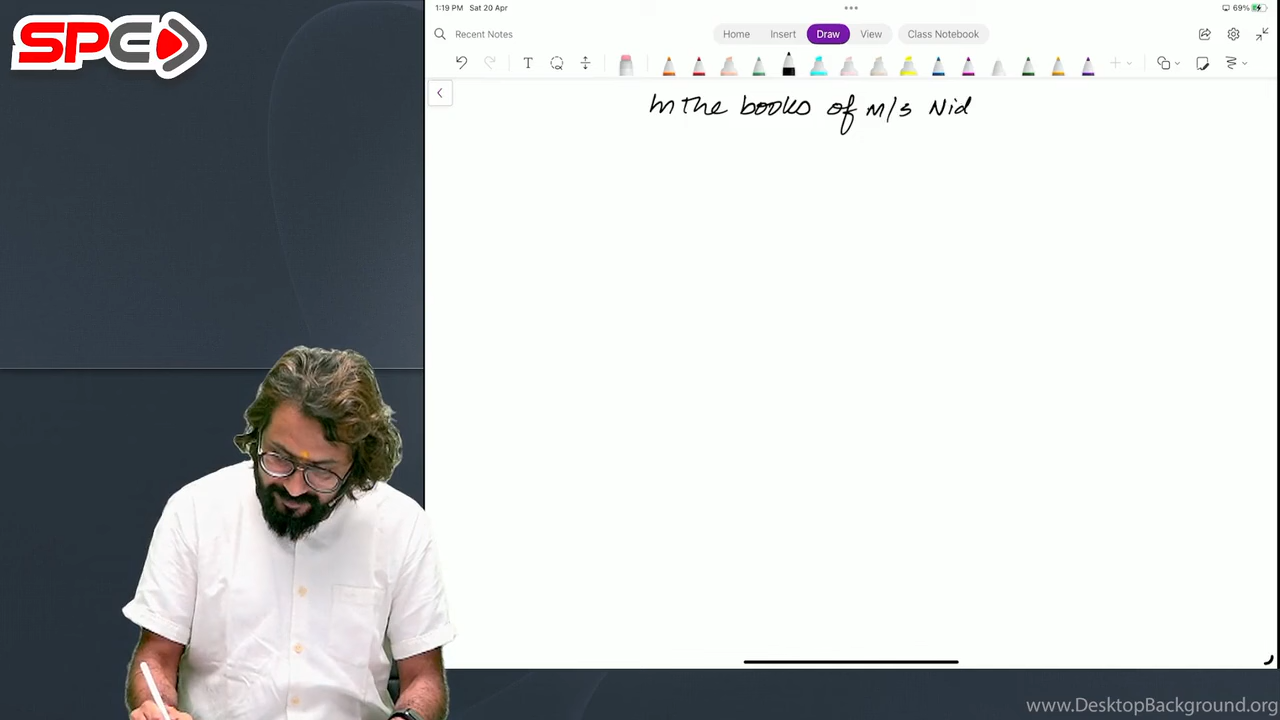 SPE
1:19 PM Sat 20 Apr
69%
Recent Notes
Home Insert Draw View Class Notebook
T
In the books of M/s Nid
www.DesktopBackground.org